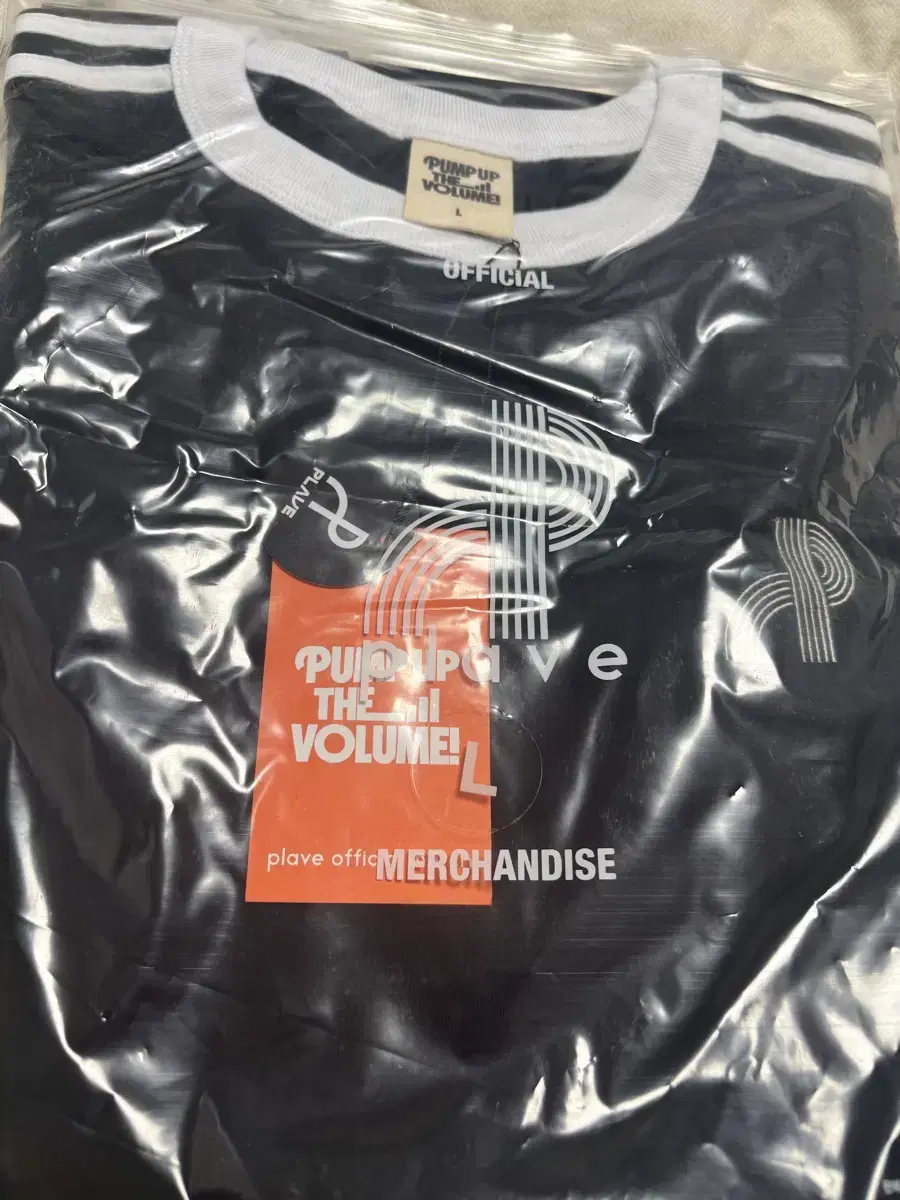 PUMP UP
THE
VOLUME!
L
OFFICIAL
PLAVE
plave
PUMP UP
THE
VOLUME!
L
plave offic
MERCHANDISE